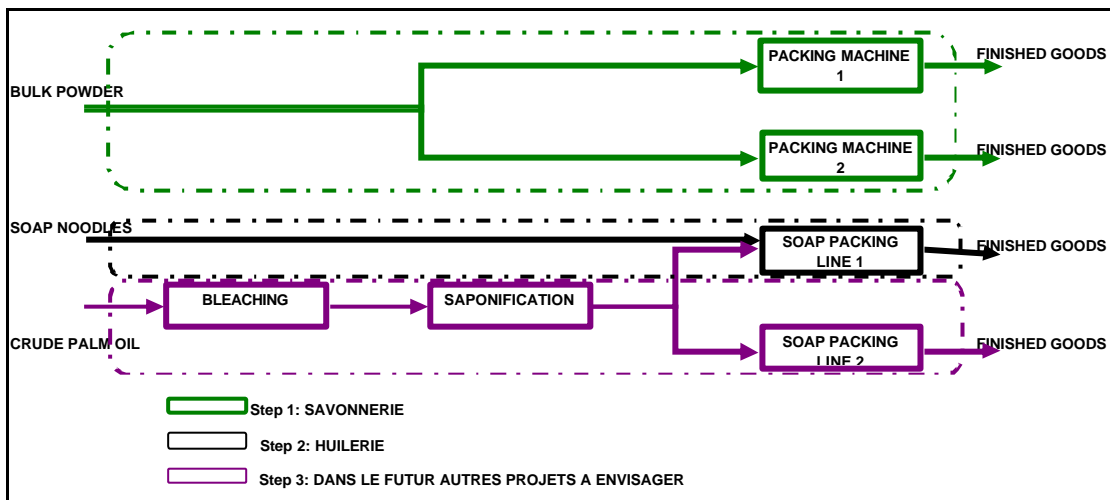 PACKING MACHINE
1
FINISHED GOODS
BULK POWDER
PACKING MACHINE
2
FINISHED GOODS
SOAP NOODLES
SOAP PACKING
LINE 1
FINISHED GOODS
BLEACHING
SAPONIFICATION
CRUDE PALM OIL
SOAP PACKING
LINE 2
FINISHED GOODS
Step 1: SAVONNERIE
Step 2: HUILERIE
Step 3: DANS LE FUTUR AUTRES PROJETS A ENVISAGER